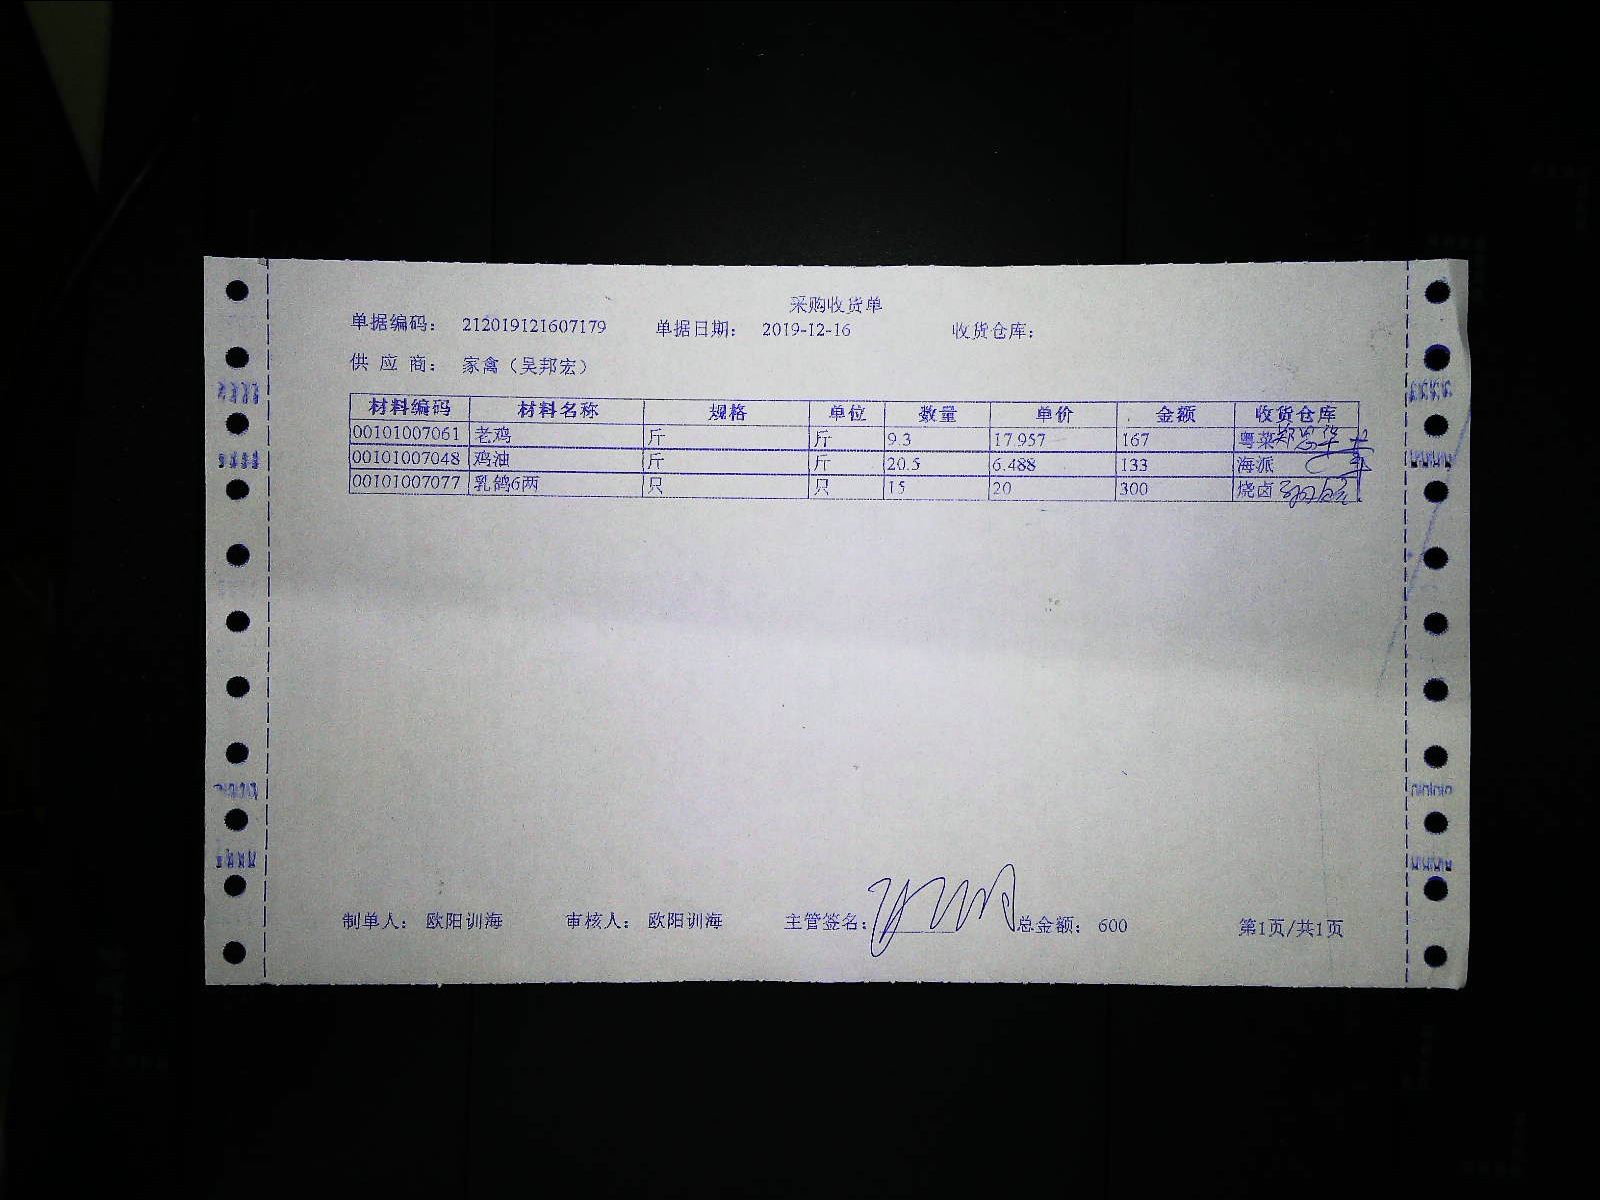 采购收货单
单据编码： 212019121607179 单据日期： 2019-12-16 收货仓库：
供 应 商： 家禽（吴邦宏）
材料编码 材料名称 规格 单位 数量 单价 金额 收货仓库
00101007061 老鸡 斤 斤 9.3 17.957 167 粤菜
00101007048 鸡油 斤 斤 20.5 6.488 133 海派
00101007077 乳鸽6两 只 只 15 20 300 烧卤
制单人： 欧阳训海 审核人： 欧阳训海 主管签名： 总金额： 600 第1页/共1页